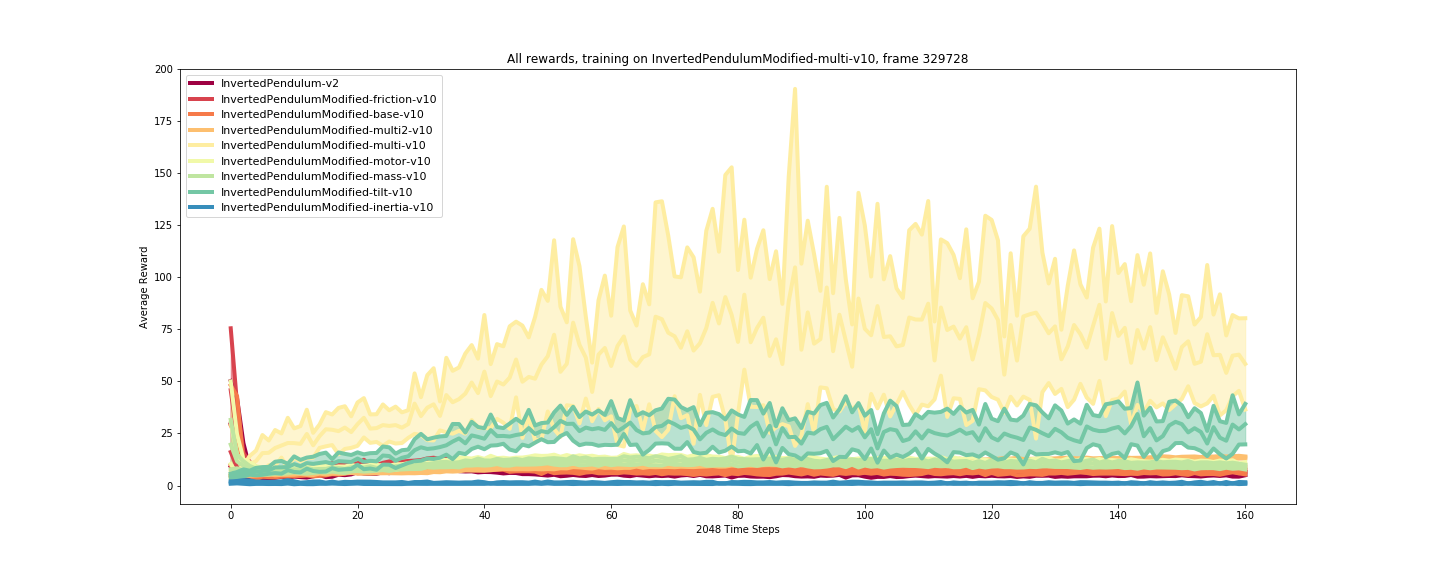 All rewards, training on InvertedPendulumModified-multi-v10, frame 329728
200
175
150
125
100
75
50
25
0
Average Reward
InvertedPendulum-v2
InvertedPendulumModified-friction-v10
InvertedPendulumModified-base-v10
InvertedPendulumModified-multi2-v10
InvertedPendulumModified-multi-v10
InvertedPendulumModified-motor-v10
InvertedPendulumModified-mass-v10
InvertedPendulumModified-tilt-v10
InvertedPendulumModified-inertia-v10
0 20 40 60 80 100 120 140 160
2048 Time Steps